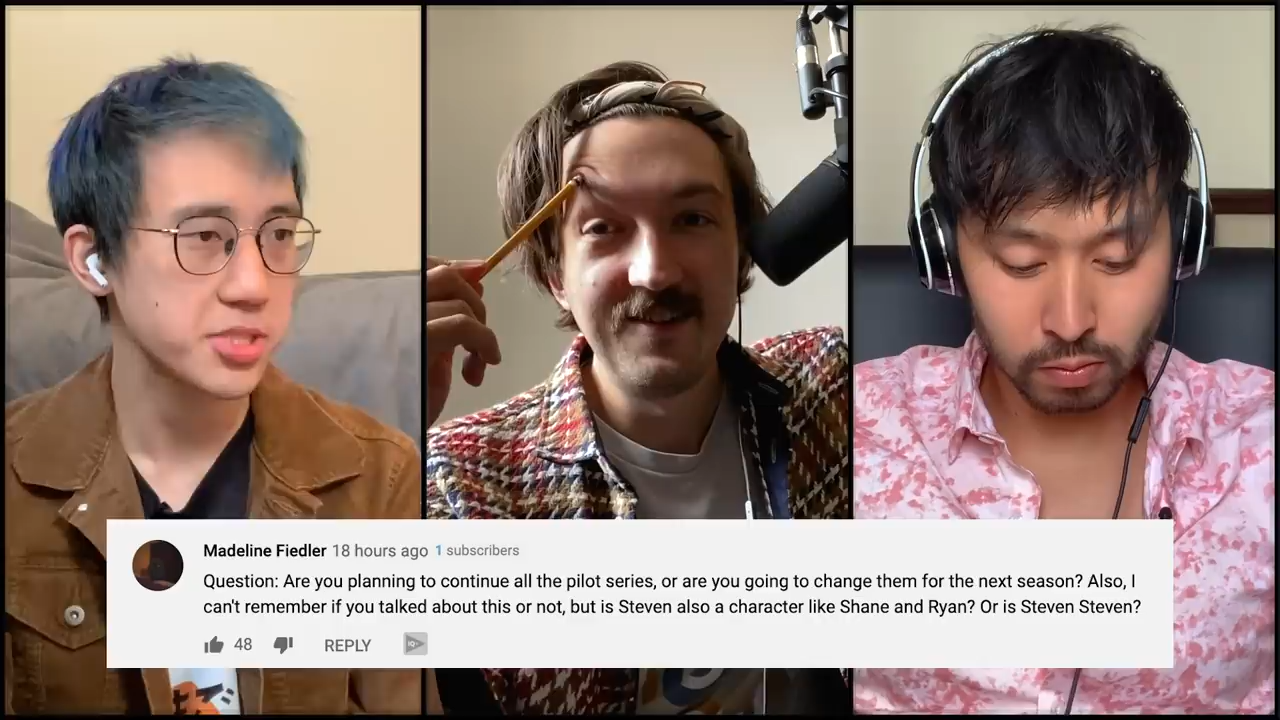 Madeline Fiedler 18 hours ago 1 subscribers
Question: Are you planning to continue all the pilot series, or are you going to change them for the next season? Also, I
can't remember if you talked about this or not, but is Steven also a character like Shane and Ryan? Or is Steven Steven?
48 REPLY